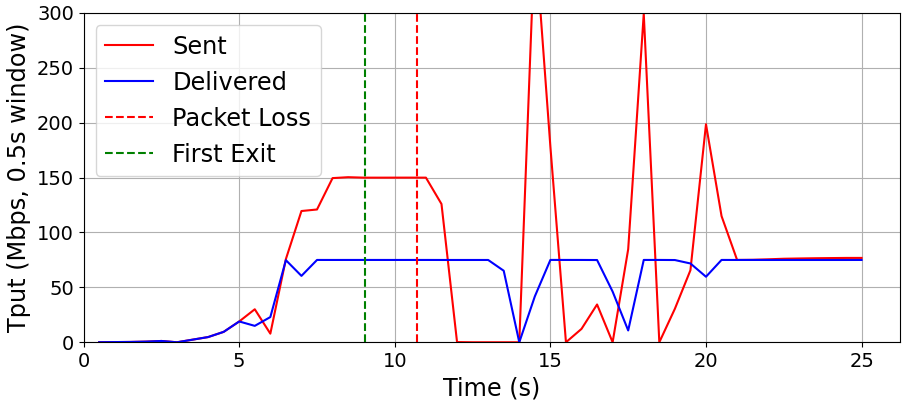 300
250
200
150
100
50
0
Tput (Mbps, 0.5s window)
Sent
Delivered
Packet Loss
First Exit
0 5 10 15 20 25
Time (s)